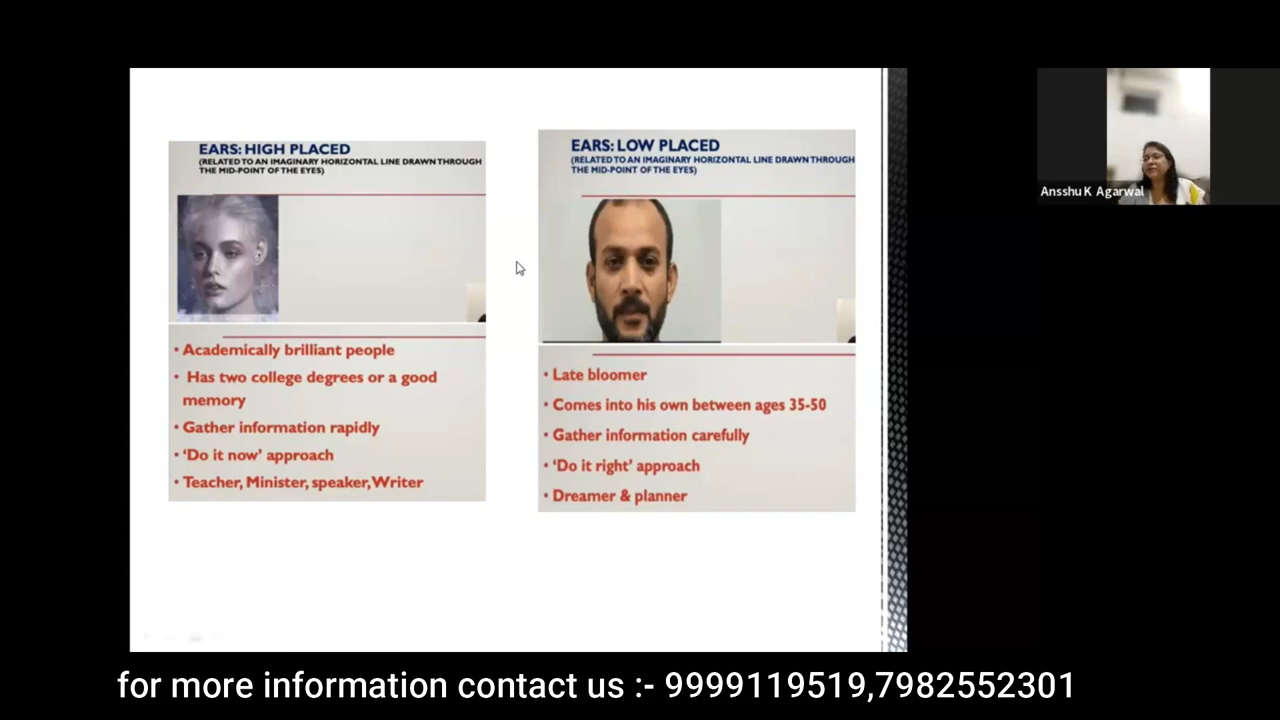 EARS: HIGH PLACED
(RELATED TO AN IMAGINARY HORIZONTAL LINE DRAWN THROUGH
THE MID-POINT OF THE EYES)
• Academically brilliant people
• Has two college degrees or a good
memory
• Gather information rapidly
• ‘Do it now’ approach
• Teacher, Minister, speaker, Writer
EARS: LOW PLACED
(RELATED TO AN IMAGINARY HORIZONTAL LINE DRAWN THROUGH
THE MID-POINT OF THE EYES)
• Late bloomer
• Comes into his own between ages 35-50
• Gather information carefully
• ‘Do it right’ approach
• Dreamer & planner
Ansshu K Agarwal
for more information contact us :- 9999119519,7982552301